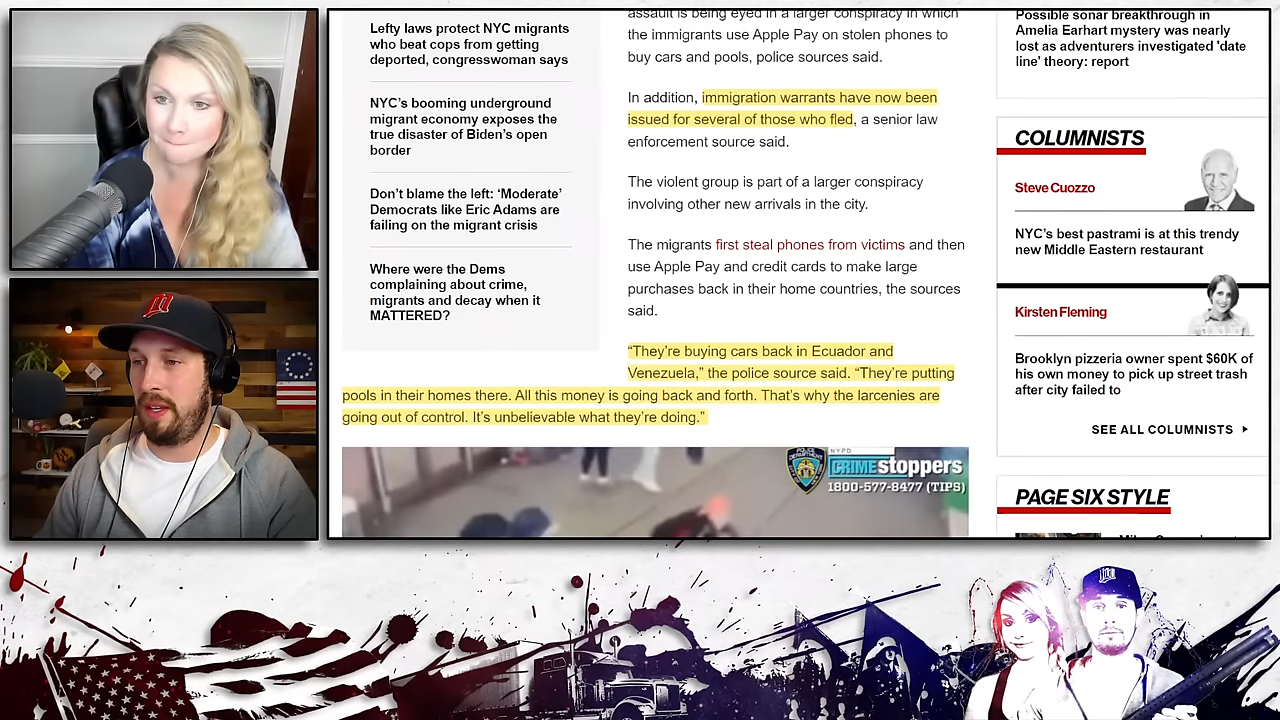 Lefty laws protect NYC migrants
who beat cops from getting
deported, congresswoman says
NYC’s booming underground
migrant economy exposes the
true disaster of Biden’s open
border
Don’t blame the left: ‘Moderate’
Democrats like Eric Adams are
failing on the migrant crisis
Where were the Dems
complaining about crime,
migrants and decay when it
MATTERED?
assault is being eyed in a larger conspiracy in which
the immigrants use Apple Pay on stolen phones to
buy cars and pools, police sources said.
In addition, immigration warrants have now been
issued for several of those who fled, a senior law
enforcement source said.
The violent group is part of a larger conspiracy
involving other new arrivals in the city.
The migrants first steal phones from victims and then
use Apple Pay and credit cards to make large
purchases back in their home countries, the sources
said.
“They’re buying cars back in Ecuador and
Venezuela,” the police source said. “They’re putting
pools in their homes there. All this money is going back and forth. That’s why the larcenies are
going out of control. It’s unbelievable what they’re doing.”
NYPD
CRIMEstoppers
1800-577-8477 (TIPS)
Possible sonar breakthrough in
Amelia Earhart mystery was nearly
lost as adventurers investigated 'date
line' theory: report
COLUMNISTS
Steve Cuozzo
NYC’s best pastrami is at this trendy
new Middle Eastern restaurant
Kirsten Fleming
Brooklyn pizzeria owner spent $60K of
his own money to pick up street trash
after city failed to
SEE ALL COLUMNISTS
PAGE SIX STYLE